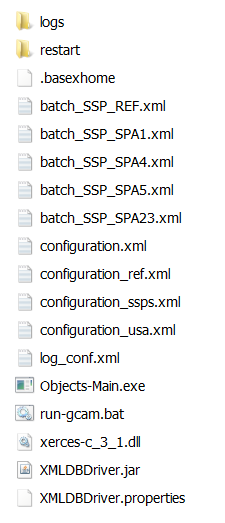 logs
restart
.basexhome
batch_SSP_REF.xml
batch_SSP_SPA1.xml
batch_SSP_SPA4.xml
batch_SSP_SPA5.xml
batch_SSP_SPA23.xml
configuration.xml
configuration_ref.xml
configuration_ssps.xml
configuration_usa.xml
log_conf.xml
Objects-Main.exe
run-gcam.bat
xerces-c_3_1.dll
XMLDBDriver.jar
XMLDBDriver.properties